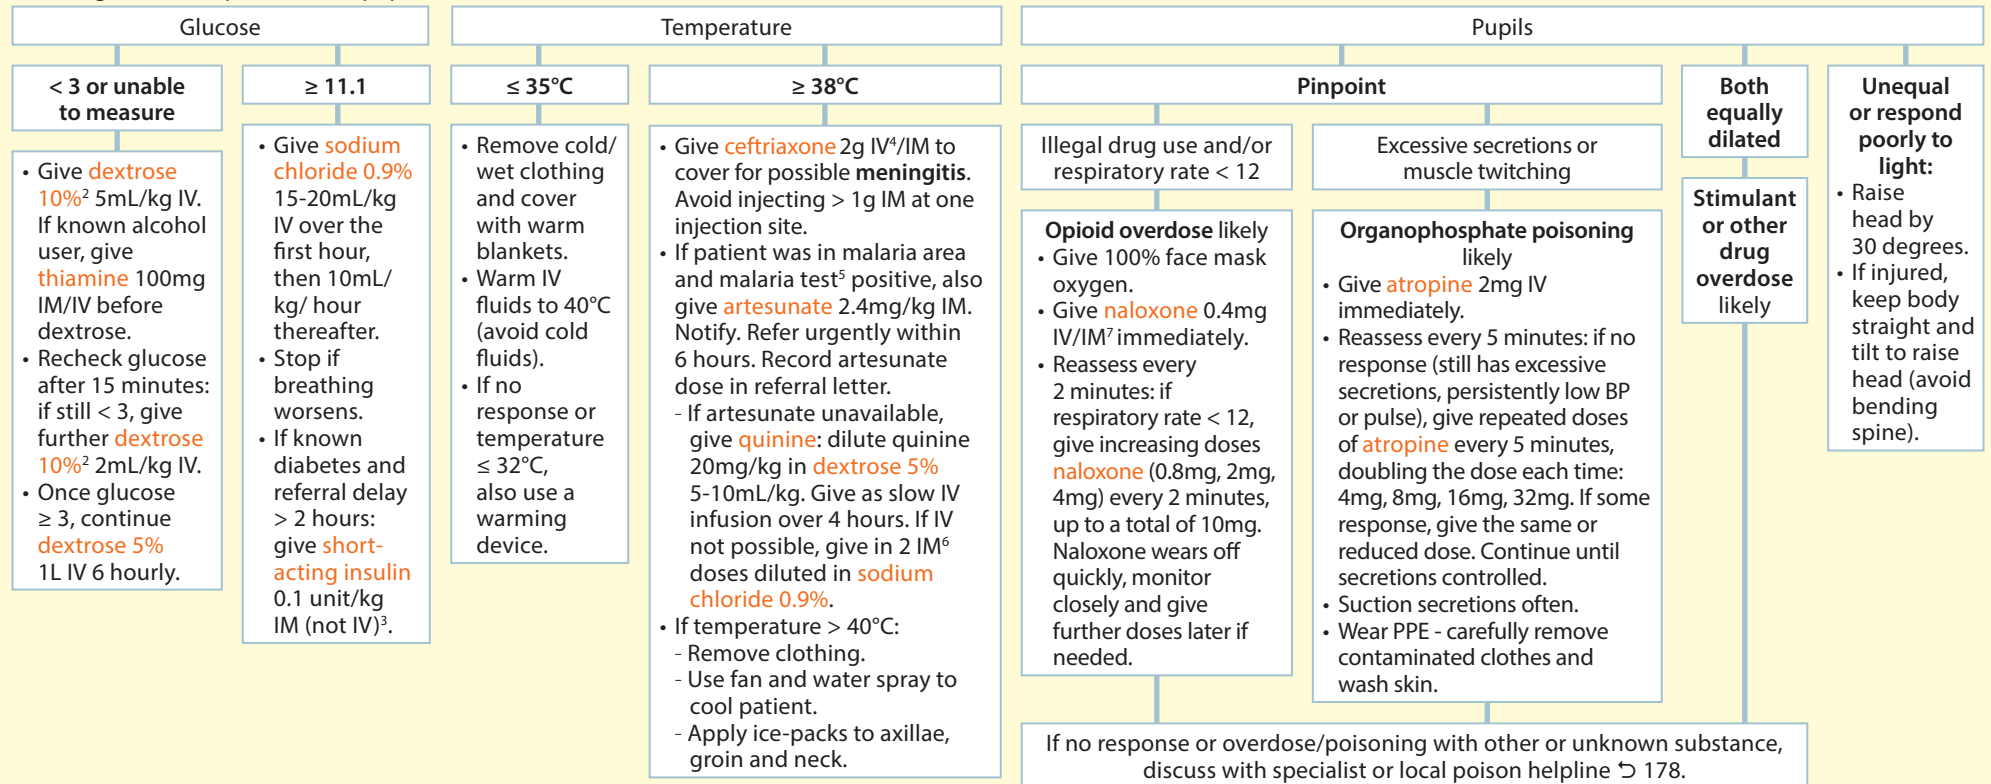 Glucose
< 3 or unable
to measure
• Give dextrose
10%² 5mL/kg IV.
If known alcohol
user, give
thiamine 100mg
IM/IV before
dextrose.
• Recheck glucose
after 15 minutes:
if still < 3, give
further dextrose
10%² 2mL/kg IV.
• Once glucose
≥ 3, continue
dextrose 5%
1L IV 6 hourly.
≥ 11.1
• Give sodium
chloride 0.9%
15-20mL/kg
IV over the
first hour,
then 10mL/
kg/ hour
thereafter.
• Stop if
breathing
worsens.
• If known
diabetes and
referral delay
> 2 hours:
give short-
acting insulin
0.1 unit/kg
IM (not IV)³.
Temperature
≤ 35°C
• Remove cold/
wet clothing
and cover
with warm
blankets.
• Warm IV
fluids to 40°C
(avoid cold
fluids).
• If no
response or
temperature
≤ 32°C,
also use a
warming
device.
≥ 38°C
• Give ceftriaxone 2g IV⁴/IM to
cover for possible meningitis.
Avoid injecting > 1g IM at one
injection site.
• If patient was in malaria area
and malaria test⁵ positive, also
give artesunate 2.4mg/kg IM.
Notify. Refer urgently within
6 hours. Record artesunate
dose in referral letter.
- If artesunate unavailable,
give quinine: dilute quinine
20mg/kg in dextrose 5%
5-10mL/kg. Give as slow IV
infusion over 4 hours. If IV
not possible, give in 2 IM⁶
doses diluted in sodium
chloride 0.9%.
• If temperature > 40°C:
- Remove clothing.
- Use fan and water spray to
cool patient.
- Apply ice-packs to axillae,
groin and neck.
Pupils
Pinpoint
Illegal drug use and/or
respiratory rate < 12
Opioid overdose likely
• Give 100% face mask
oxygen.
• Give naloxone 0.4mg
IV/IM⁷ immediately.
• Reassess every
2 minutes: if
respiratory rate < 12,
give increasing doses
naloxone (0.8mg, 2mg,
4mg) every 2 minutes,
up to a total of 10mg.
Naloxone wears off
quickly, monitor
closely and give
further doses later if
needed.
Excessive secretions or
muscle twitching
Organophosphate poisoning
likely
• Give atropine 2mg IV
immediately.
• Reassess every 5 minutes: if no
response (still has excessive
secretions, persistently low BP
or pulse), give repeated doses
of atropine every 5 minutes,
doubling the dose each time:
4mg, 8mg, 16mg, 32mg. If some
response, give the same or
reduced dose. Continue until
secretions controlled.
• Suction secretions often.
• Wear PPE - carefully remove
contaminated clothes and
wash skin.
Both
equally
dilated
Stimulant
or other
drug
overdose
likely
Unequal
or respond
poorly to
light:
• Raise
head by
30 degrees.
• If injured,
keep body
straight and
tilt to raise
head (avoid
bending
spine).
If no response or overdose/poisoning with other or unknown substance,
discuss with specialist or local poison helpline ⮌ 178.